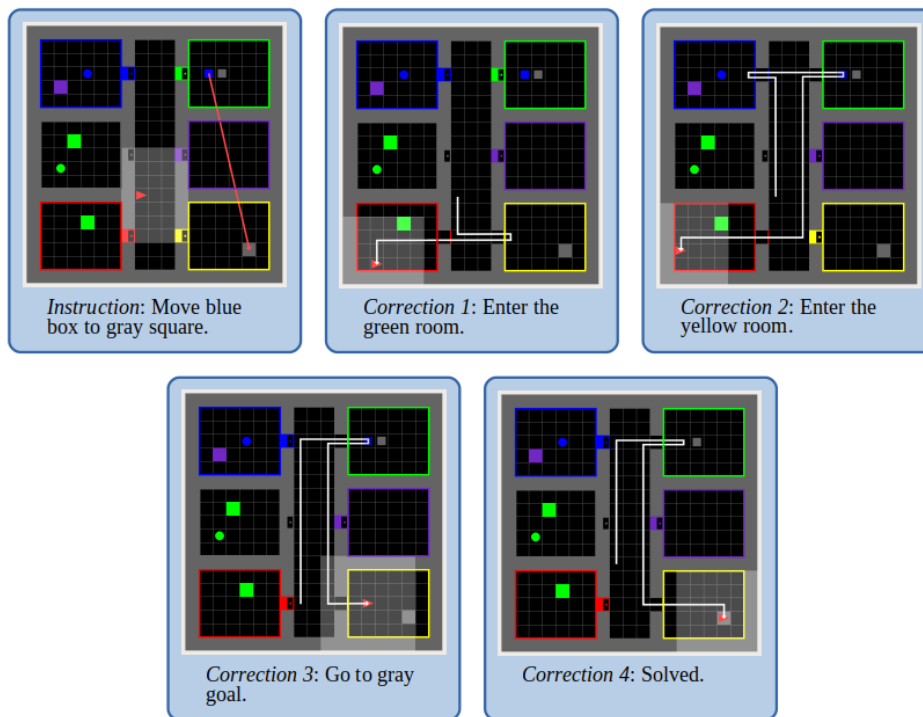 Instruction: Move blue
box to gray square.
Correction 1: Enter the
green room.
Correction 2: Enter the
yellow room.
Correction 3: Go to gray
goal.
Correction 4: Solved.